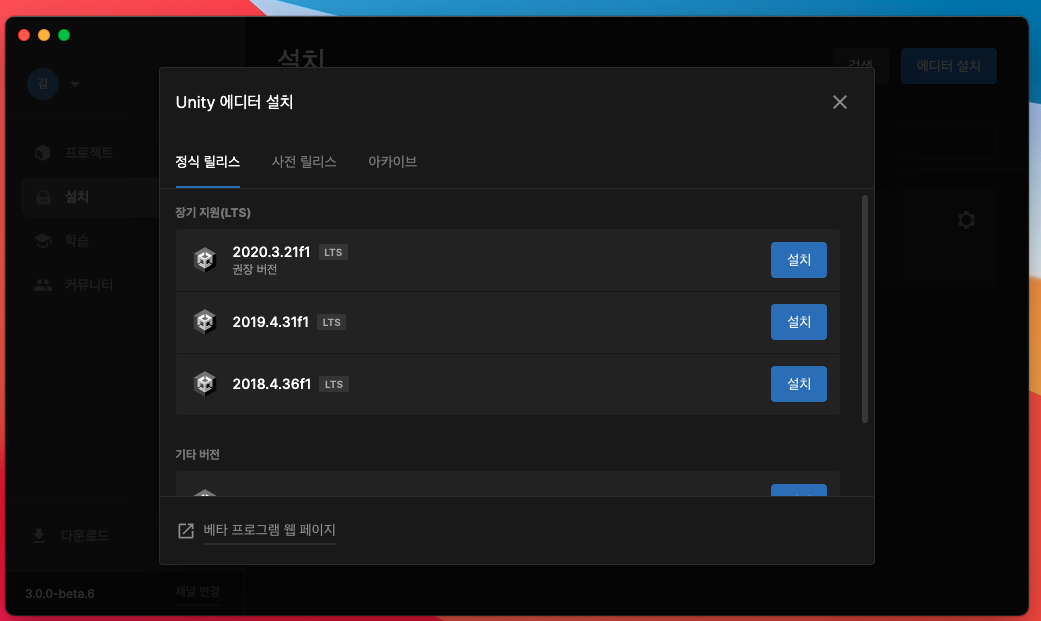 설치
검색
에디터 설치
김
프로젝트
설치
학습
커뮤니티
다운로드
3.0.0-beta.6
채널 변경
Unity 에디터 설치
정식 릴리스
사전 릴리스
아카이브
장기 지원(LTS)
2020.3.21f1 LTS
권장 버전
설치
2019.4.31f1 LTS
설치
2018.4.36f1 LTS
설치
기타 버전
베타 프로그램 웹 페이지